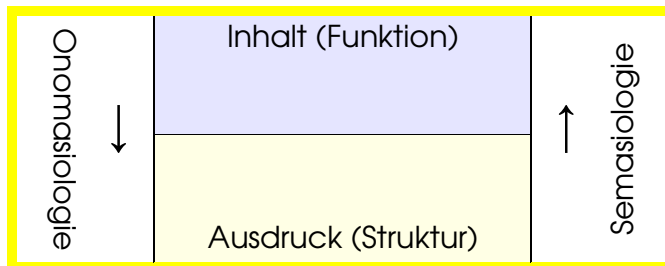 Onomasiologie
↓
Inhalt (Funktion)
Ausdruck (Struktur)
↑
Semasiologie